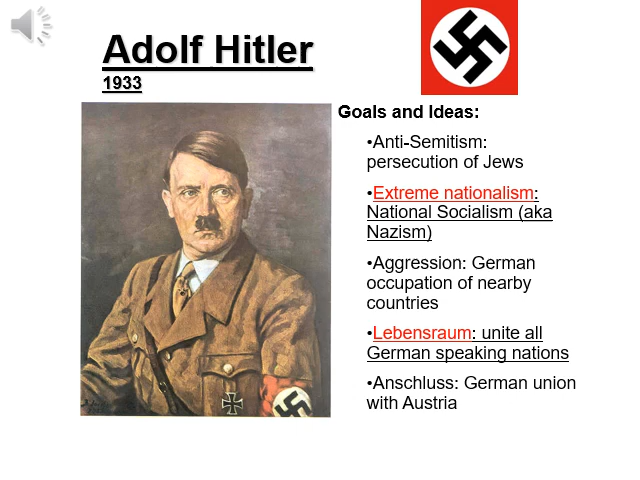 Adolf Hitler
1933
Goals and Ideas:
•Anti-Semitism:
persecution of Jews
•Extreme nationalism:
National Socialism (aka
Nazism)
•Aggression: German
occupation of nearby
countries
•Lebensraum: unite all
German speaking nations
•Anschluss: German union
with Austria